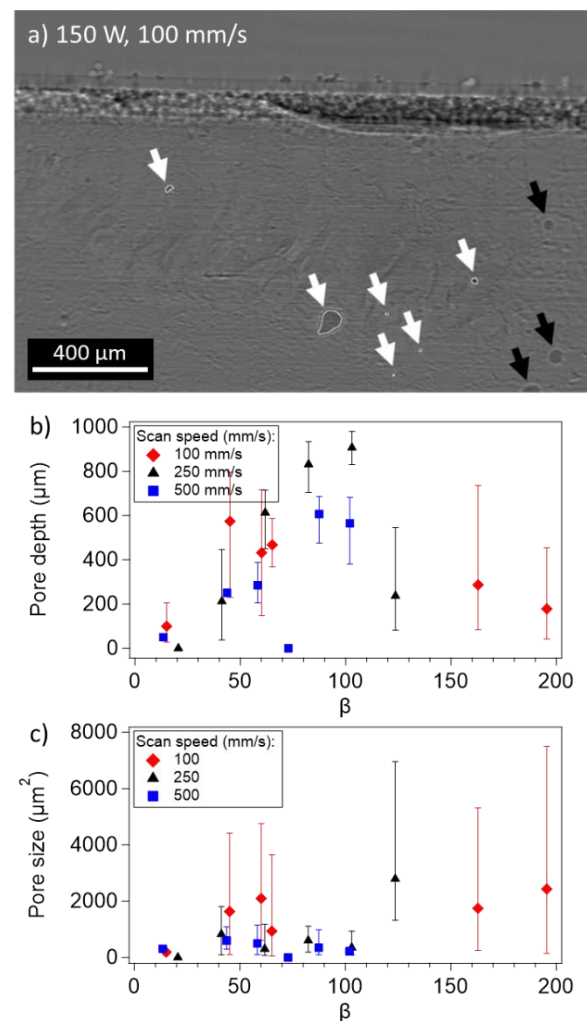 a) 150 W, 100 mm/s
400 µm
b)
1000
800
600
400
200
0
Pore depth (µm)
Scan speed (mm/s):
100 mm/s
250 mm/s
500 mm/s
0
50
100
150
200
β
c)
8000
6000
4000
2000
0
Pore size (µm²)
Scan speed (mm/s):
100
250
500
0
50
100
150
200
β